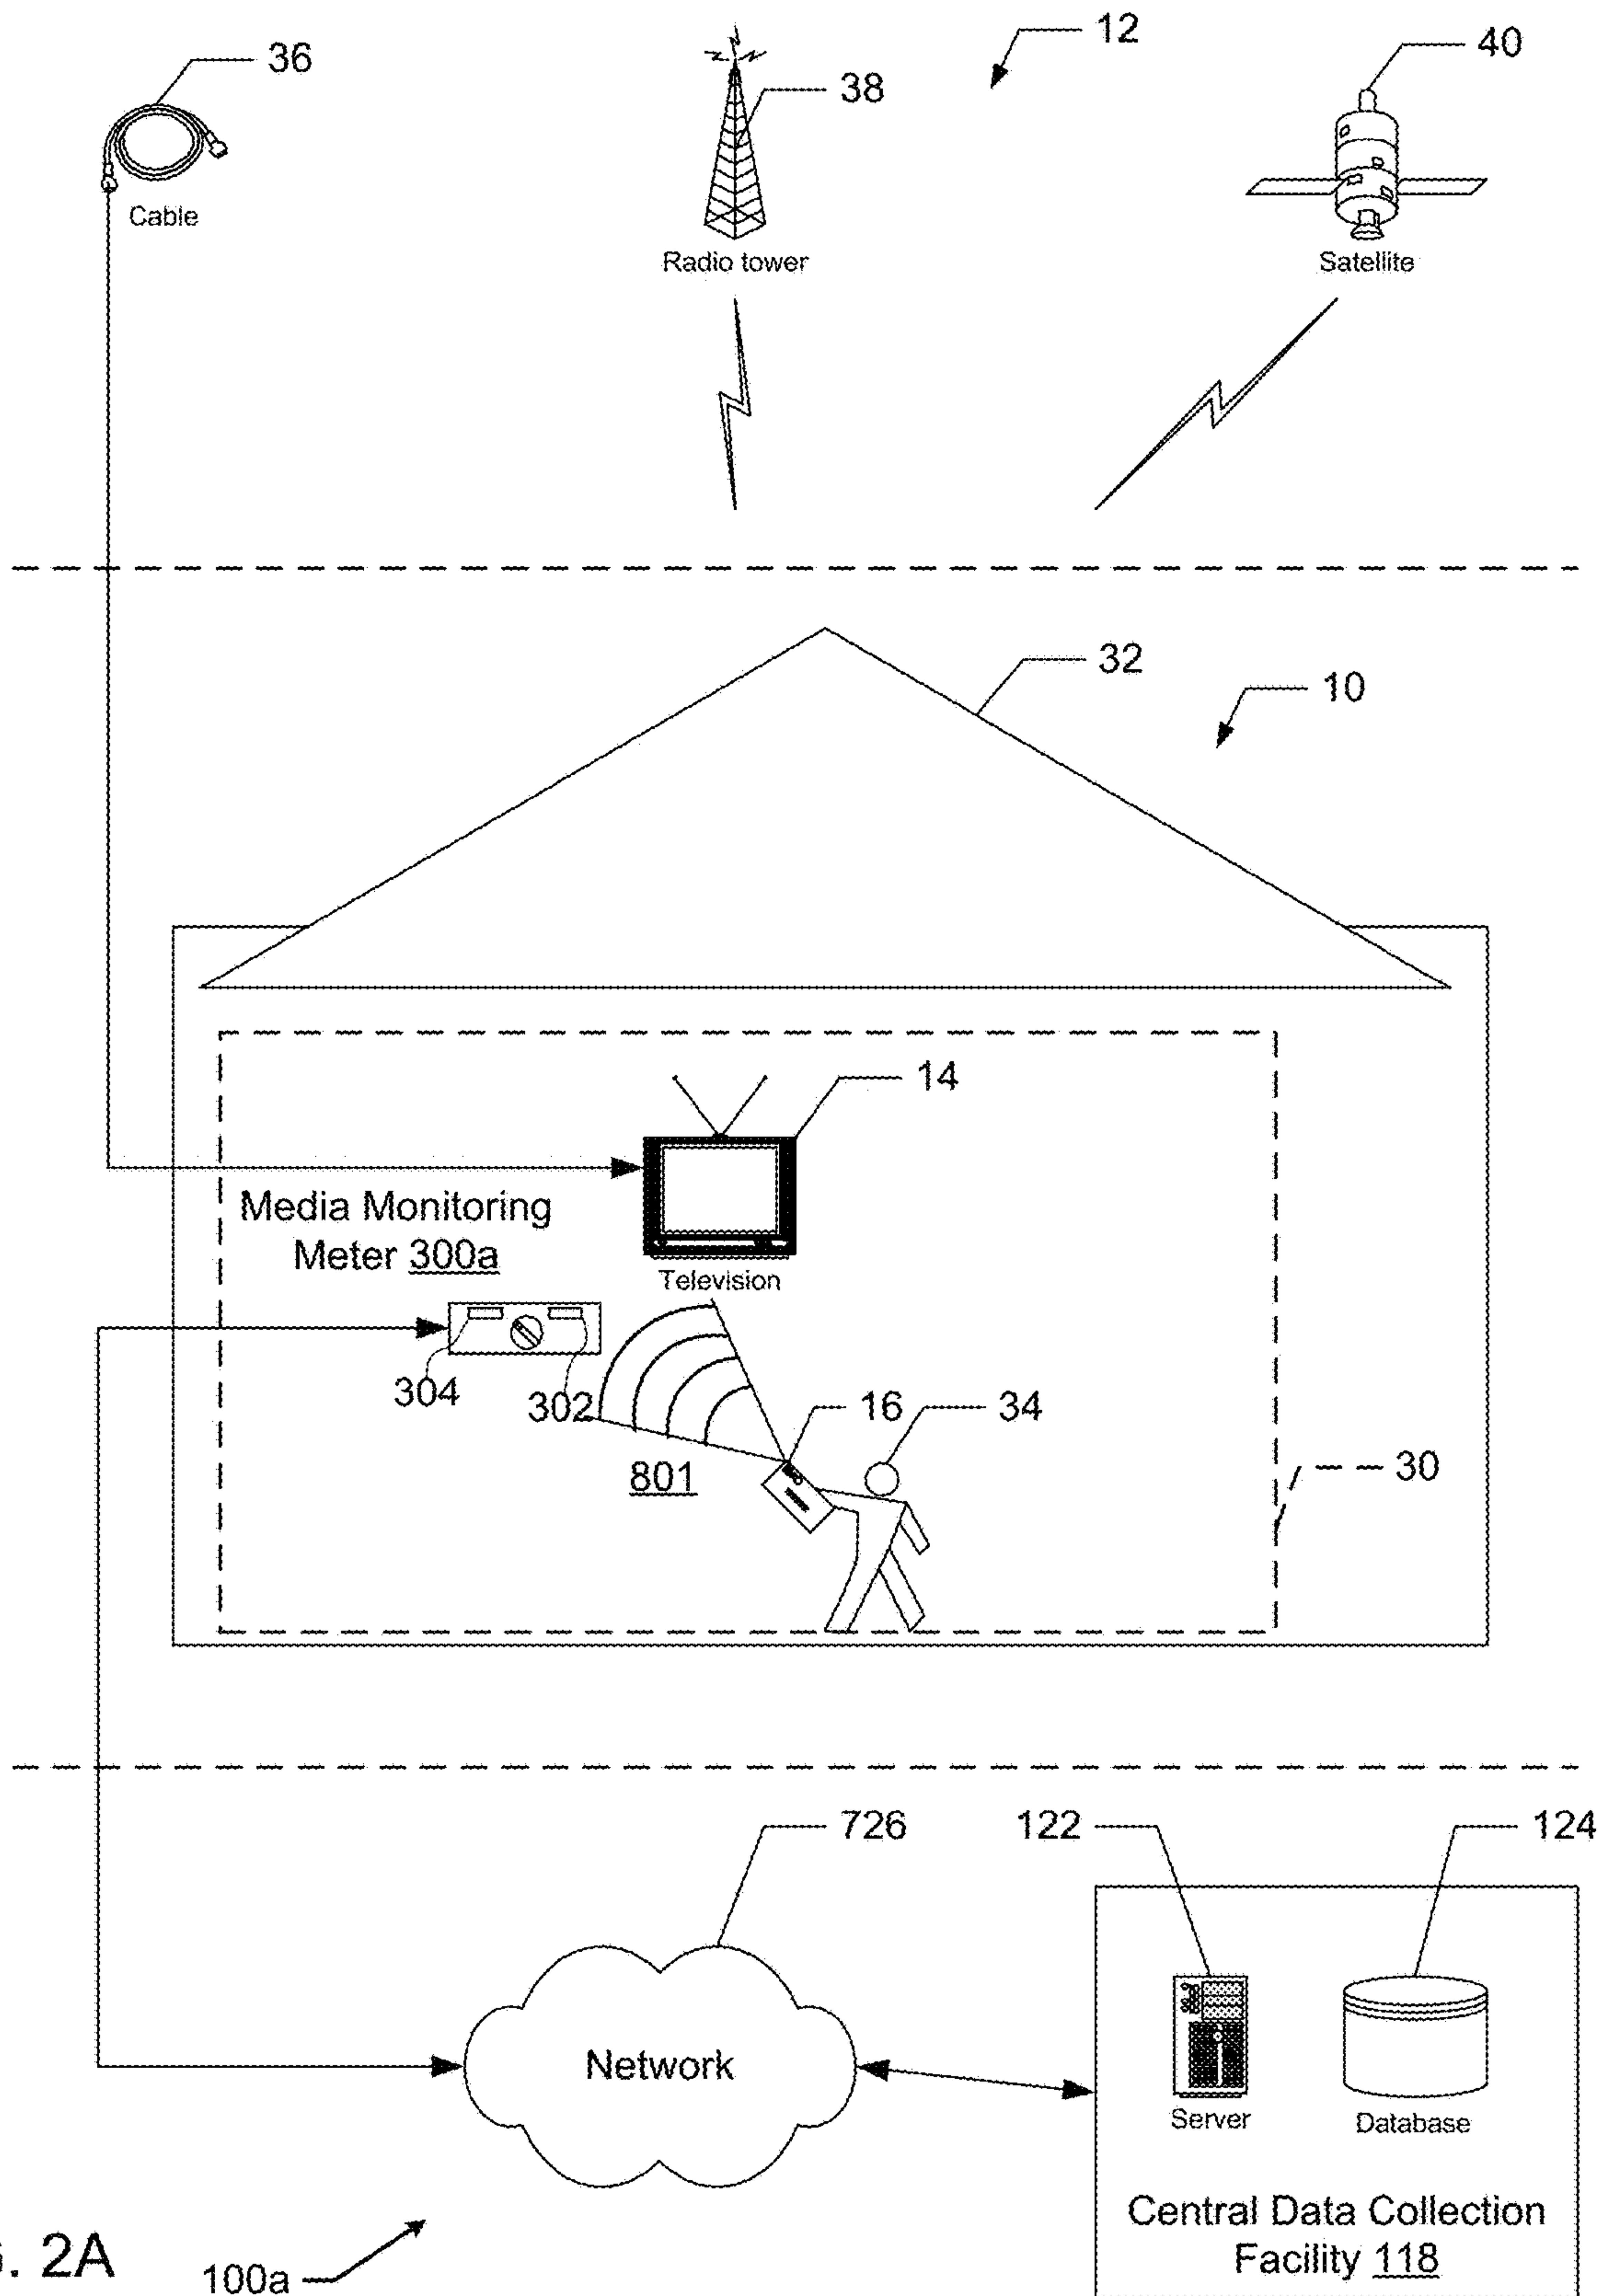 12
36
40
38
Cable
Radio tower
Satellite
32
10
14
Media Monitoring
Meter 300a
Television
304
302
16
34
801
30
726
122
124
Network
Server
Database
Central Data Collection
Facility 118
. 2A
100a